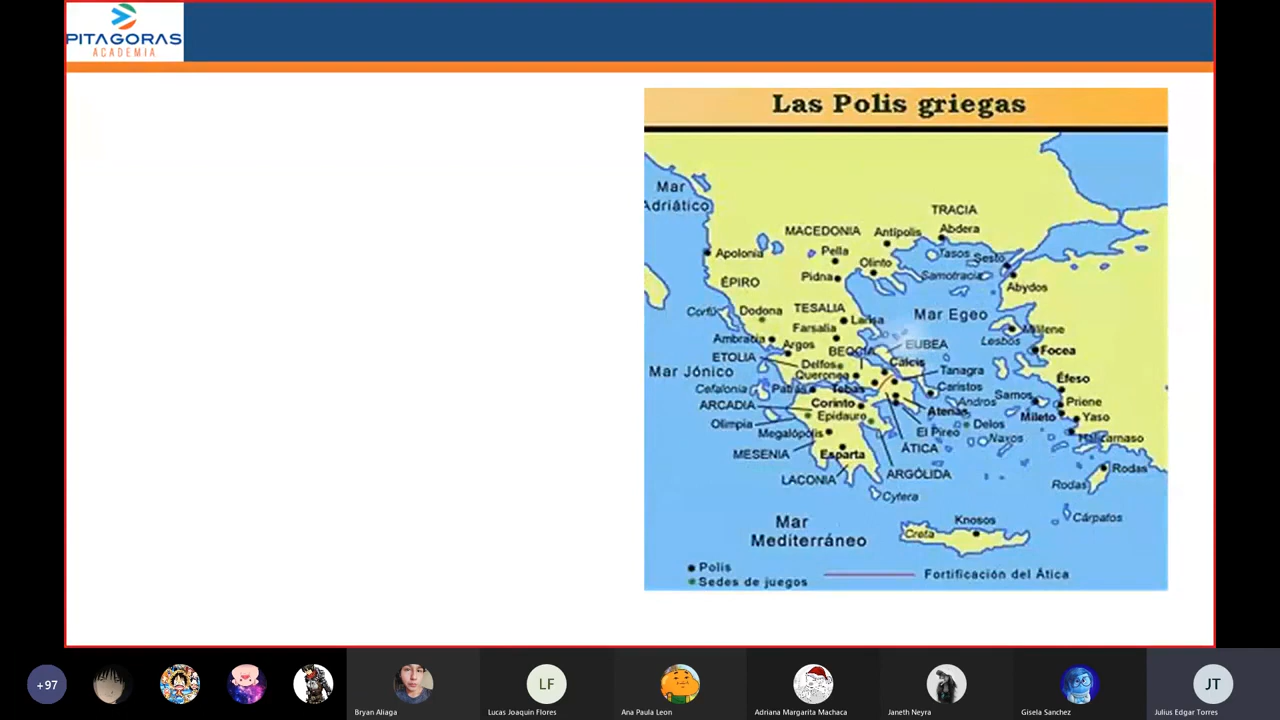 PITAGORAS
ACADEMIA
Las Polis griegas
Mar
Adriático
TRACIA
MACEDONIA
Antípolis
Abdera
Apolonia
Pella
Tasos
Sesto
Olinto
Pidna
Samotracia
ÉPIRO
Abydos
Corfú
Dodona
TESALIA
Larisa
Mar Egeo
Farsalia
Ambracia
Argos
BEOCIA
EUBEA
Lesbos
Focea
ETOLIA
Delfos
Calcis
Mar Jónico
Queronea
Tanagra
Éfeso
Cefalonia
Patras
Tebas
Caristos
Samos
Priene
ARCADIA
Corinto
Andros
Atenas
Mileto
Yaso
Olimpia
Epidauro
El Pireo
Delos
Megalópolis
Naxos
MESENIA
Esparta
ÁTICA
LACONIA
ARGÓLIDA
Rodas
Rodas
Cytera
Mar
Mediterráneo
Knosos
Cárpatos
Creta
Polis
Sedes de juegos
Fortificación del Ática
+97
LF
JT
Bryan Aliaga
Lucas Joaquin Flores
Ana Paula Leon
Adriana Margarita Machaca
Janeth Neyra
Gisela Sanchez
Julius Edgar Torres